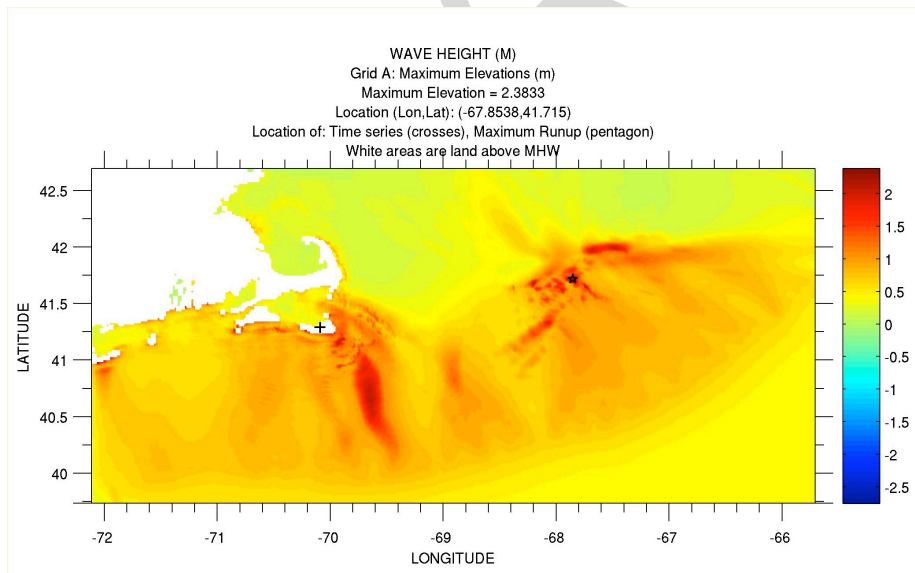 WAVE HEIGHT (M)
Grid A: Maximum Elevations (m)
Maximum Elevation = 2.3833
Location (Lon,Lat): (-67.8538,41.715)
Location of: Time series (crosses), Maximum Runup (pentagon)
White areas are land above MHW
42.5
42
41.5
41
40.5
40
LATITUDE
-72 -71 -70 -69 -68 -67 -66
LONGITUDE
2
1.5
1
0.5
0
-0.5
-1
-1.5
-2
-2.5